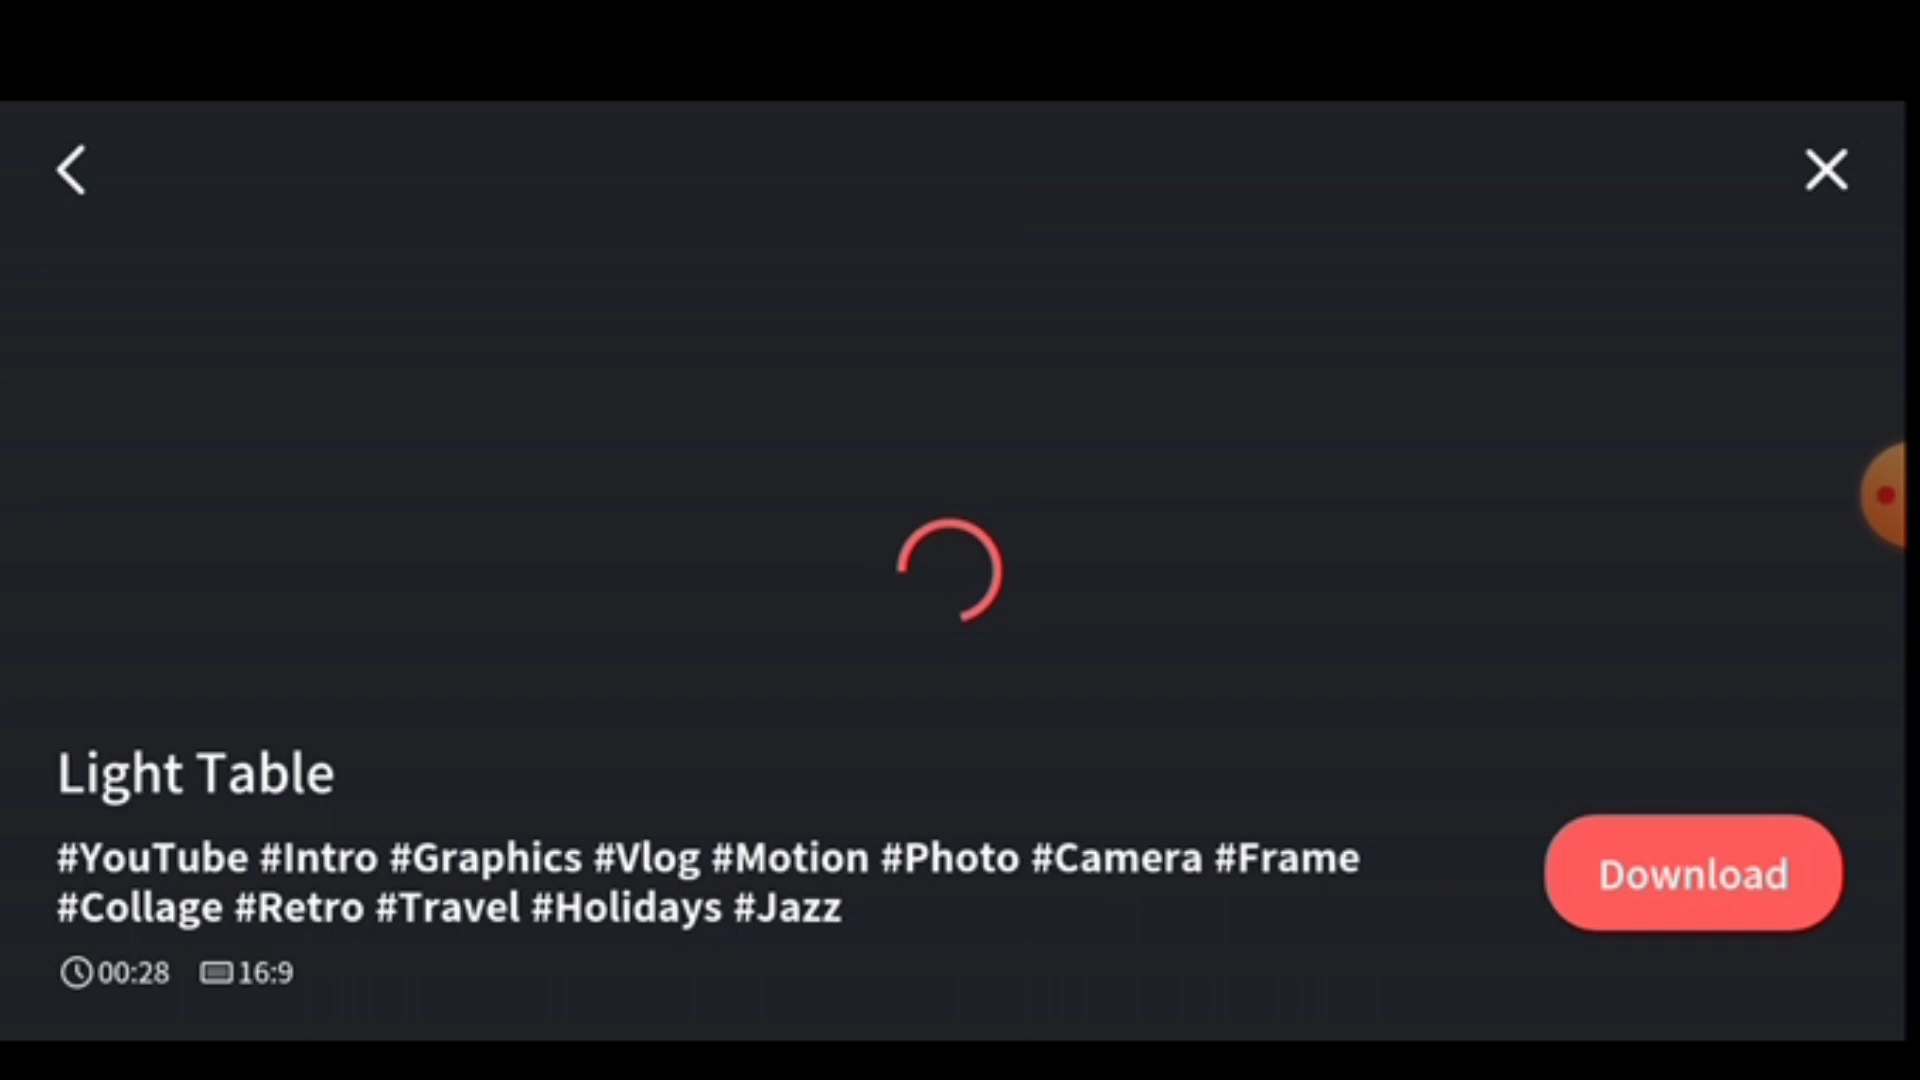 Light Table
#YouTube #Intro #Graphics #Vlog #Motion #Photo #Camera #Frame
#Collage #Retro #Travel #Holidays #Jazz
Download
00:28 16:9